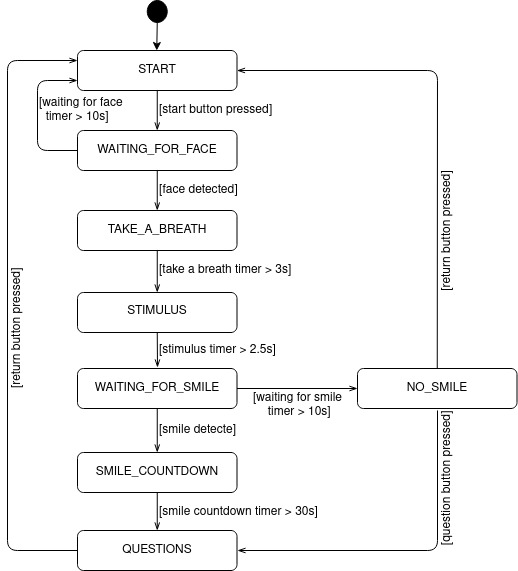 START
[waiting for face
timer > 10s]
[start button pressed]
WAITING_FOR_FACE
[face detected]
[return button pressed]
TAKE_A_BREATH
[take a breath timer > 3s]
[return button pressed]
STIMULUS
[stimulus timer > 2.5s]
WAITING_FOR_SMILE
[waiting for smile
timer > 10s]
NO_SMILE
[smile detecte]
[question button pressed]
SMILE_COUNTDOWN
[smile countdown timer > 30s]
QUESTIONS